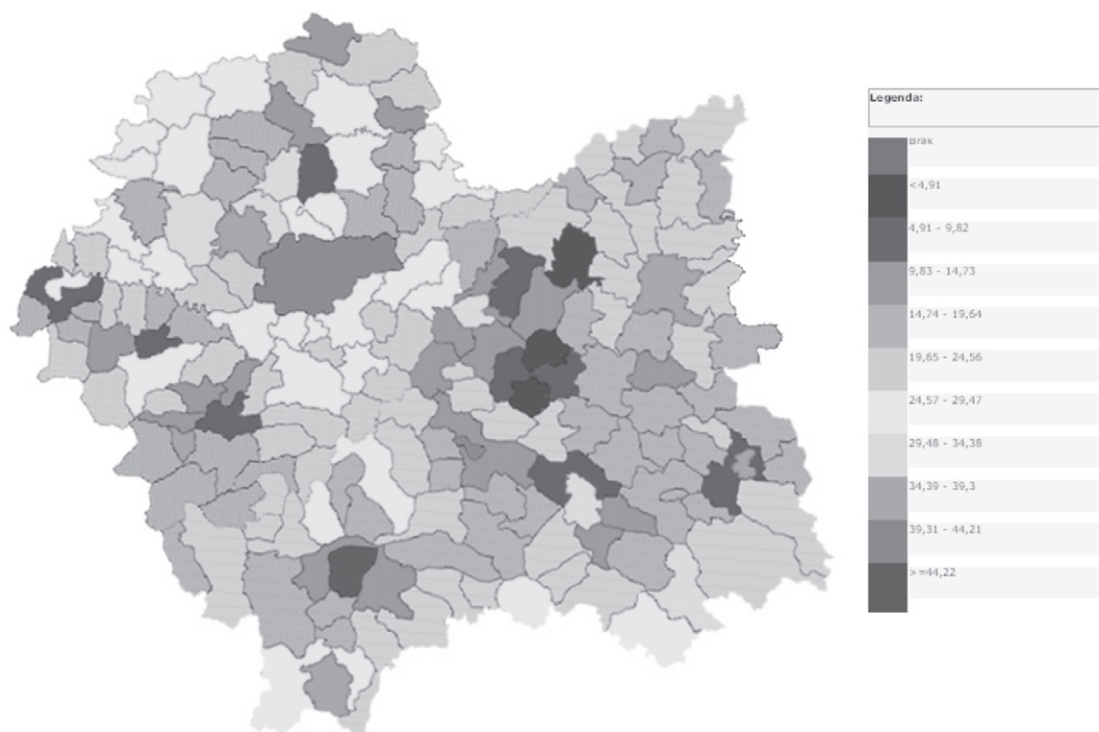 Legenda:
Brak
<4,91
4,91 - 9,82
9,83 - 14,73
14,74 - 19,64
19,65 - 24,56
24,57 - 29,47
29,48 - 34,38
34,39 - 39,3
39,31 - 44,21
>=44,22